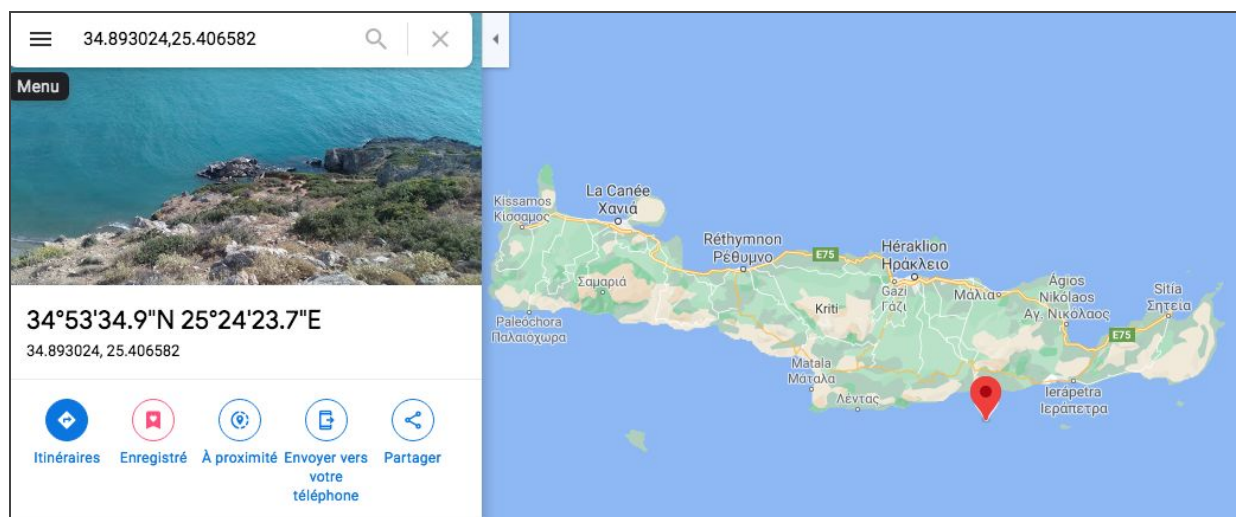 34.893024,25.406582
Menu
34°53'34.9"N 25°24'23.7"E
34.893024, 25.406582
Itinéraires
Enregistré
À proximité
Envoyer vers
votre
téléphone
Partager
Kissamos
Κίσσαμος
La Canée
Χανιά
Réthymnon
Ρέθυμνο
E75
Héraklion
Ηράκλειο
Gazi
Γάζι
Μάλια
Ágios
Nikólaos
Αγ. Νικόλαος
Sitía
Σητεία
E75
Σαμαριά
Kriti
Paleóchora
Παλαιόχωρα
Matala
Μάταλα
Λέντας
Ierápetra
Ιεράπετρα